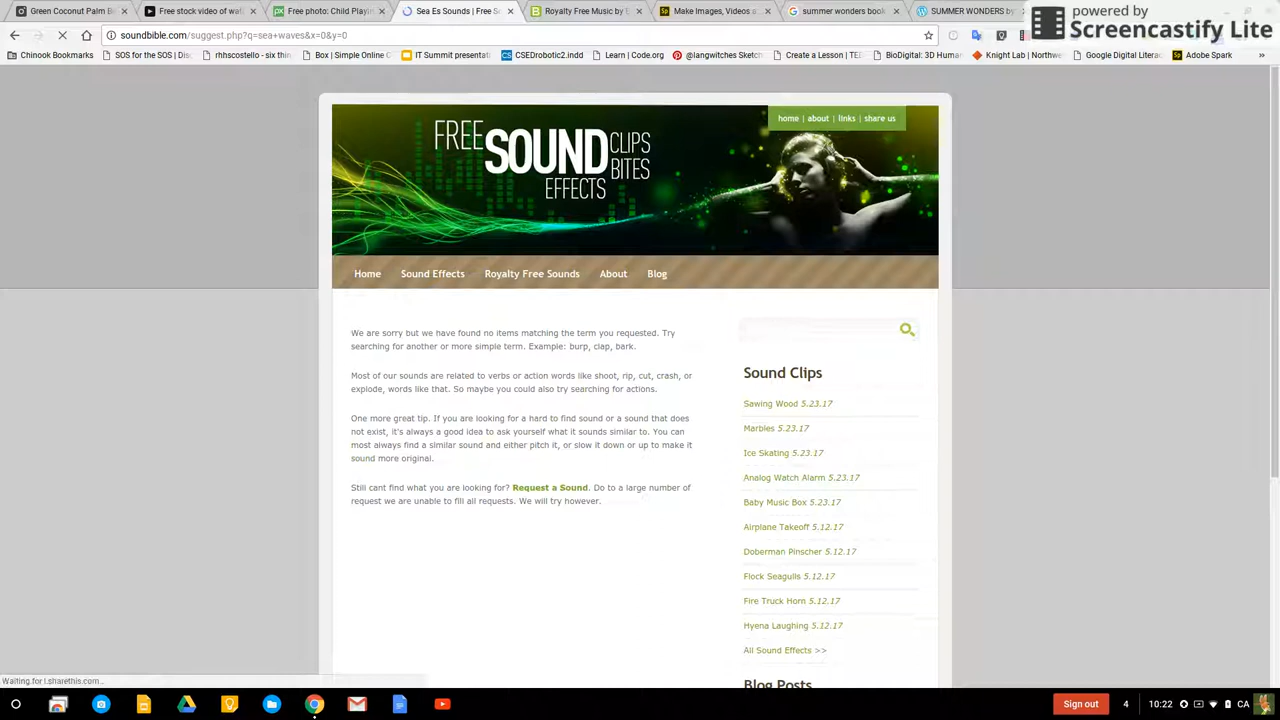 Green Coconut Palm B
Free stock video of wa
Free photo: Child Playin
Sea Es Sounds | Free S
Royalty Free Music by B
Make Images, Videos a
summer wonders book
SUMMER WONDERS by
powered by
Screencastify Lite
soundbible.com/suggest.php?q=sea+waves&x=0&y=0
Chinook Bookmarks
SOS for the SOS | Di
rhhscostello - six thin
Box | Simple Online C
IT Summit presentati
CSEDrobotic2.indd
Learn | Code.org
@langwitches Sketch
Create a Lesson | TED
BioDigital: 3D Human
Knight Lab | Northwe
Google Digital Literac
Adobe Spark
»
home | about | links | share us
FREE SOUND CLIPS
BITES
EFFECTS
Home
Sound Effects
Royalty Free Sounds
About
Blog
We are sorry but we have found no items matching the term you requested. Try
searching for another or more simple term. Example: burp, clap, bark.
Most of our sounds are related to verbs or action words like shoot, rip, cut, crash, or
explode, words like that. So maybe you could also try searching for actions.
One more great tip. If you are looking for a hard to find sound or a sound that does
not exist, it's always a good idea to ask yourself what it sounds similar to. You can
most always find a similar sound and either pitch it, or slow it down or up to make it
sound more original.
Still cant find what you are looking for? Request a Sound. Do to a large number of
request we are unable to fill all requests. We will try however.
Sound Clips
Sawing Wood 5.23.17
Marbles 5.23.17
Ice Skating 5.23.17
Analog Watch Alarm 5.23.17
Baby Music Box 5.23.17
Airplane Takeoff 5.12.17
Doberman Pinscher 5.12.17
Flock Seagulls 5.12.17
Fire Truck Horn 5.12.17
Hyena Laughing 5.12.17
All Sound Effects >>
Blog Posts
Waiting for l.sharethis.com...
Sign out
4
10:22
CA